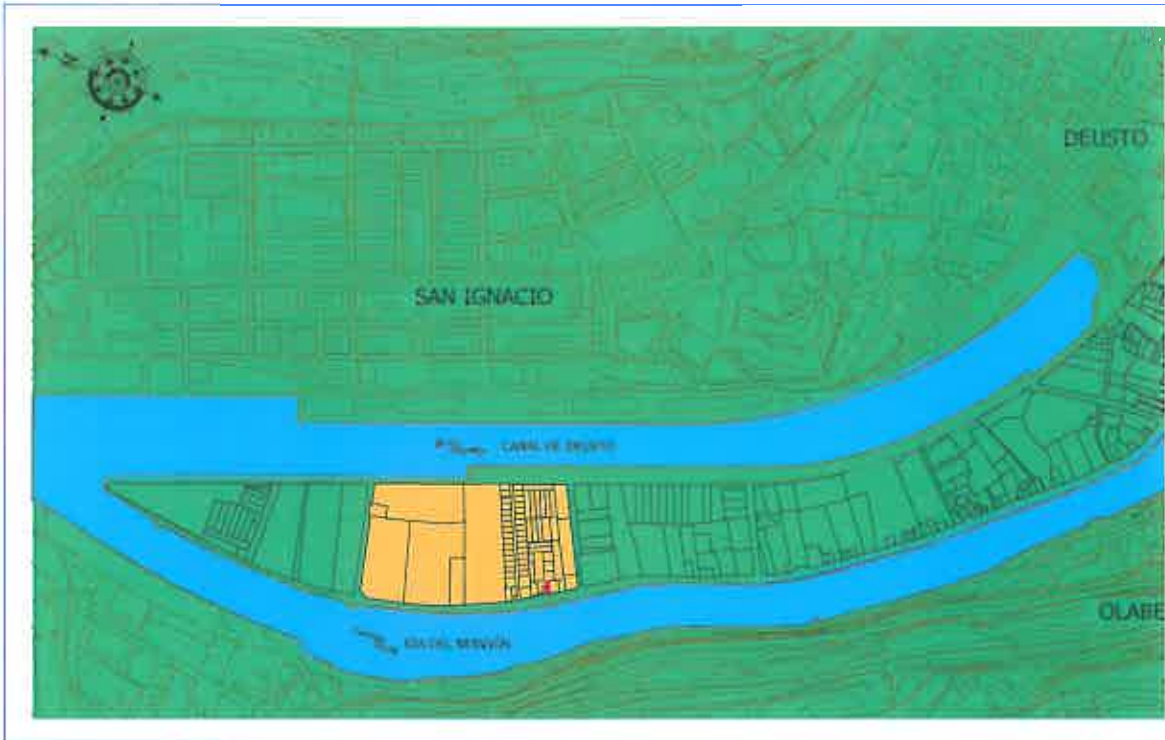 N
DEUSTO
SAN IGNACIO
CANAL DE DEUSTO
OLABE
RIA DEL NERVION